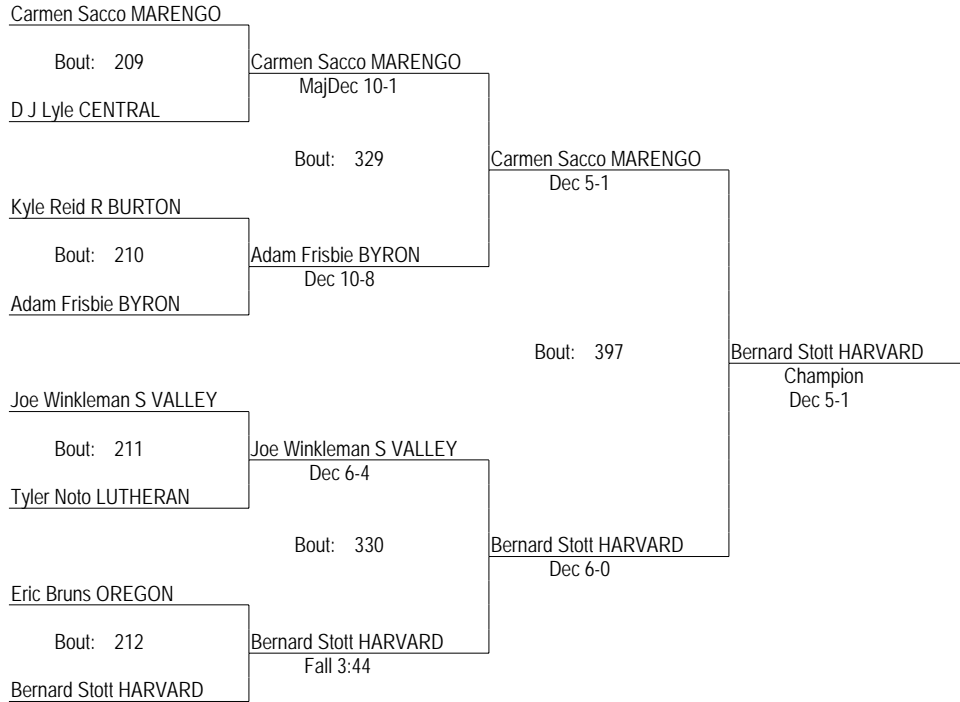 Carmen Sacco MARENGO
Bout: 209
Carmen Sacco MARENGO
MajDec 10-1
D J Lyle CENTRAL
Bout: 329
Carmen Sacco MARENGO
Dec 5-1
Kyle Reid R BURTON
Bout: 210
Adam Frisbie BYRON
Dec 10-8
Adam Frisbie BYRON
Bout: 397
Bernard Stott HARVARD
Champion
Dec 5-1
Joe Winkleman S VALLEY
Bout: 211
Joe Winkleman S VALLEY
Dec 6-4
Tyler Noto LUTHERAN
Bout: 330
Bernard Stott HARVARD
Dec 6-0
Eric Bruns OREGON
Bout: 212
Bernard Stott HARVARD
Fall 3:44
Bernard Stott HARVARD